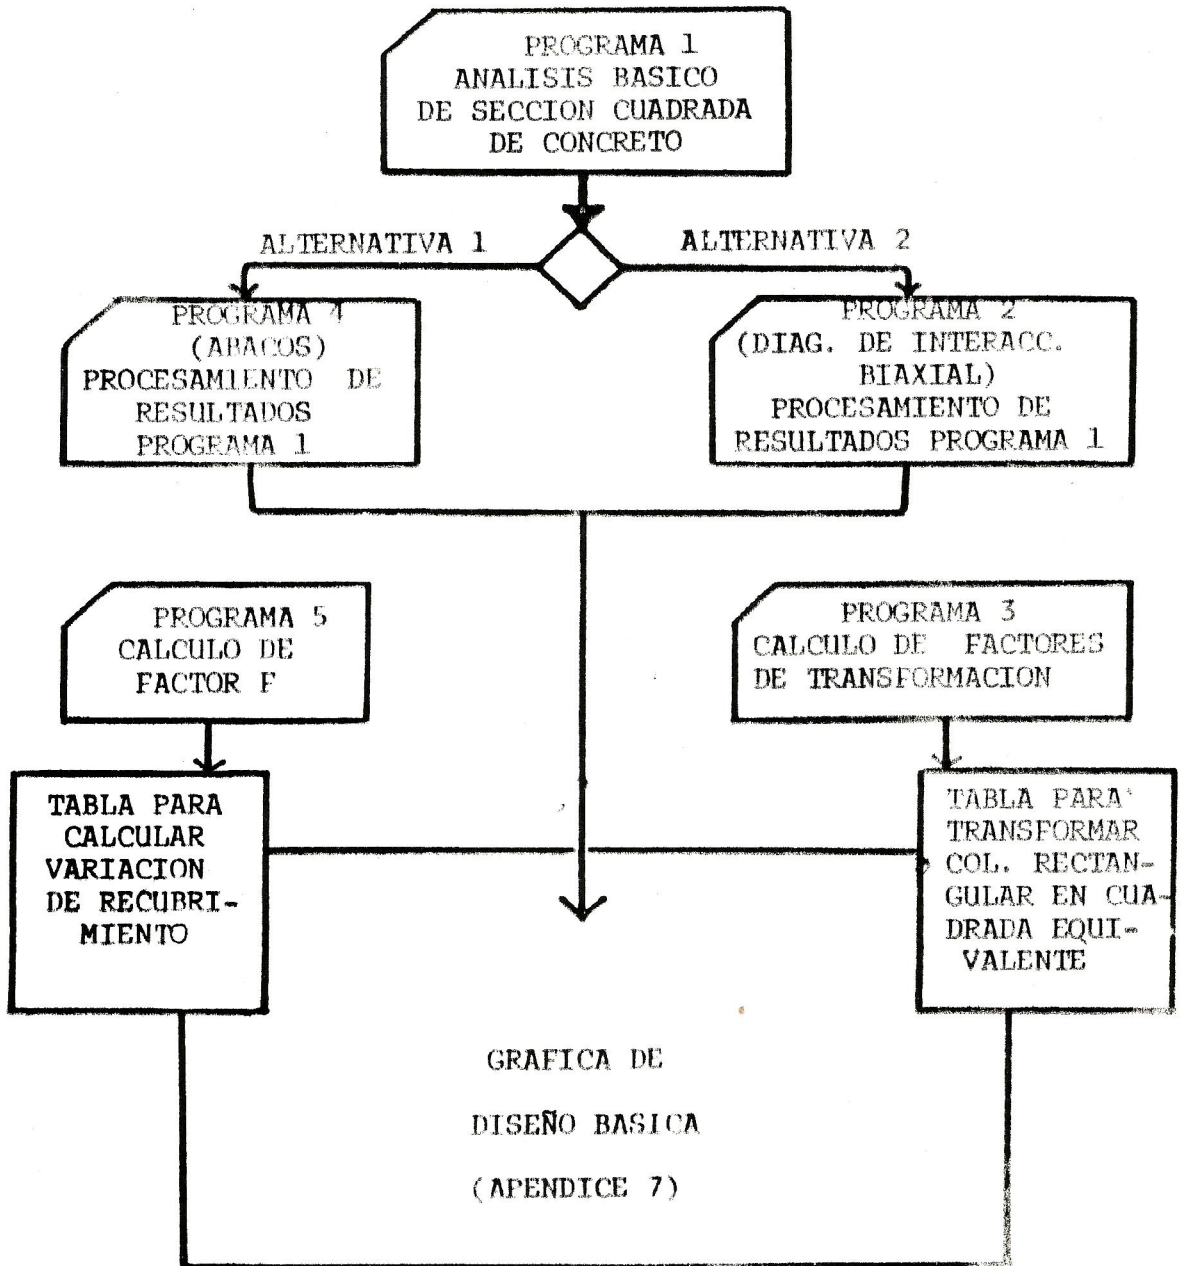 PROGRAMA 1
ANALISIS BASICO
DE SECCION CUADRADA
DE CONCRETO
ALTERNATIVA 1
ALTERNATIVA 2
PROGRAMA 4
(ABACOS)
PROCESAMIENTO DE
RESULTADOS
PROGRAMA 1
PROGRAMA 2
(DIAG. DE INTERACC.
BIAXIAL)
PROCESAMIENTO DE
RESULTADOS PROGRAMA 1
PROGRAMA 5
CALCULO DE
FACTOR F
PROGRAMA 3
CALCULO DE FACTORES
DE TRANSFORMACION
TABLA PARA
CALCULAR
VARIACION
DE RECUBRI-
MIENTO
TABLA PARA
TRANSFORMAR
COL. RECTAN-
GULAR EN CUA-
DRADA EQUI-
VALENTE
GRAFICA DE
DISEÑO BASICA
(APENDICE 7)